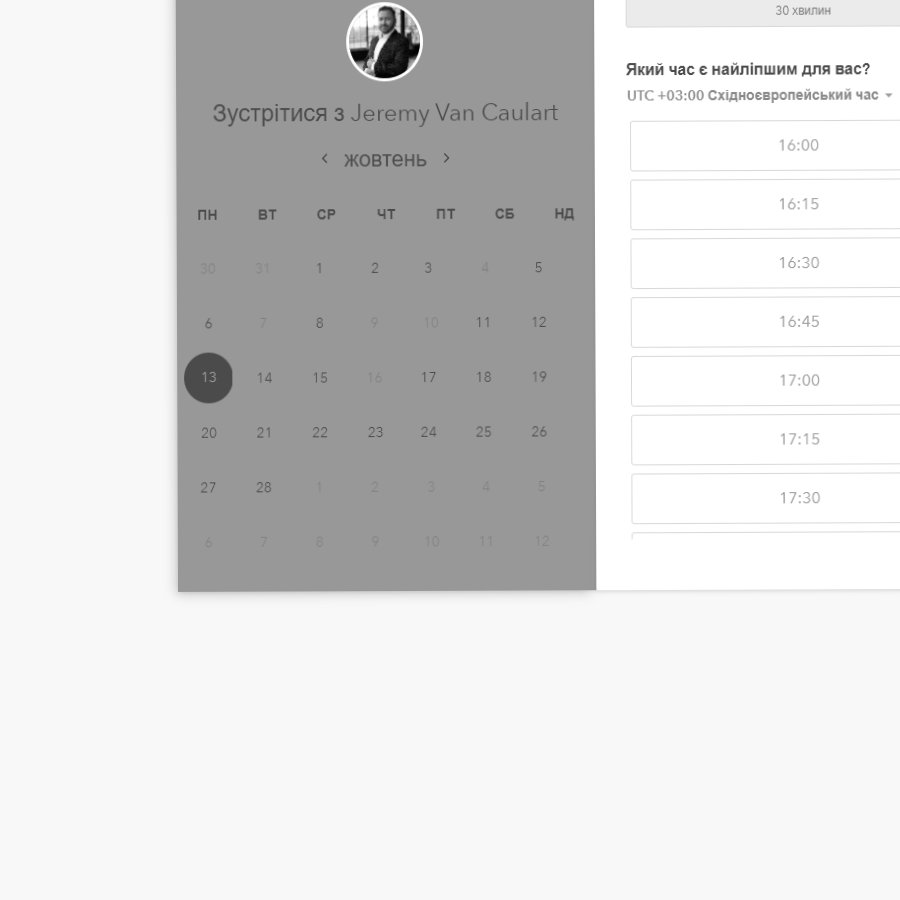 Зустрітися з Jeremy Van Caulart
жовтень
ПН ВТ СР ЧТ ПТ СБ НД
30 31 1 2 3 4 5
6 7 8 9 10 11 12
13 14 15 16 17 18 19
20 21 22 23 24 25 26
27 28 1 2 3 4 5
6 7 8 9 10 11 12
30 хвилин
Який час є найліпшим для вас?
UTC +03:00 Східноєвропейський час
16:00
16:15
16:30
16:45
17:00
17:15
17:30